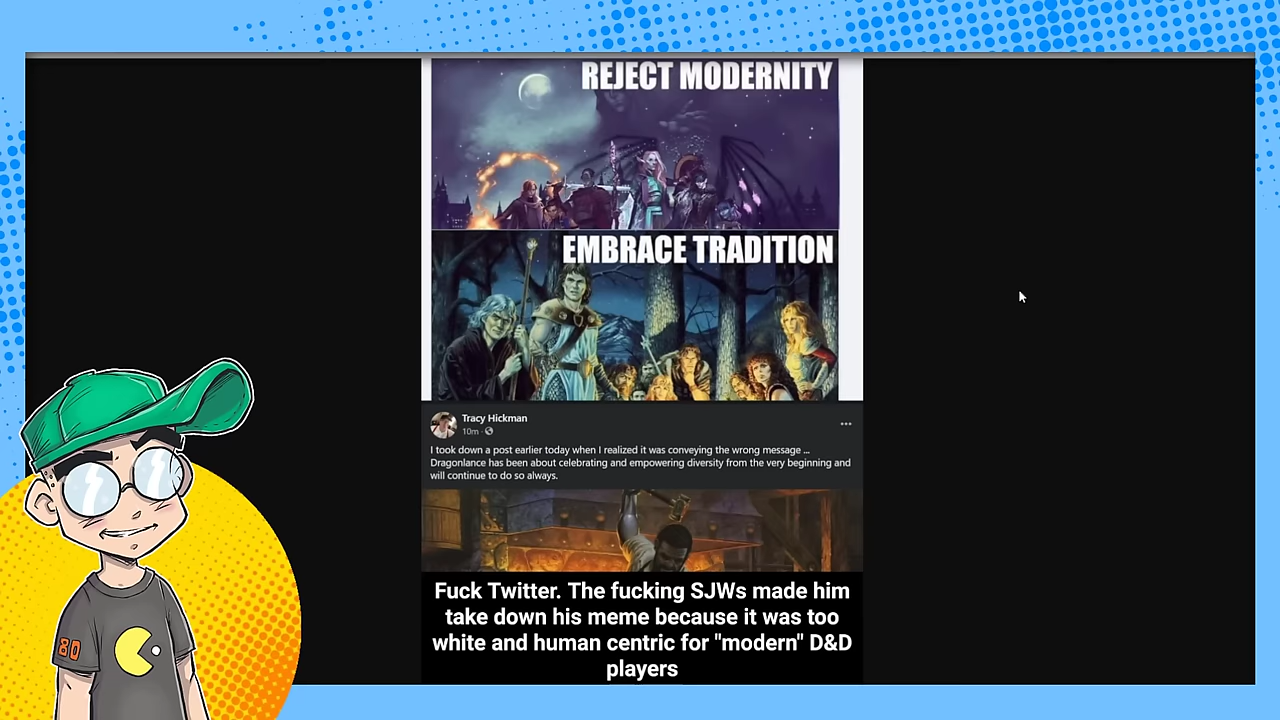 REJECT MODERNITY
EMBRACE TRADITION
Tracy Hickman
10m ·
I took down a post earlier today when I realized it was conveying the wrong message ...
Dragonlance has been about celebrating and empowering diversity from the very beginning and
will continue to do so always.
Fuck Twitter. The fucking SJWs made him
take down his meme because it was too
white and human centric for "modern" D&D
players
80